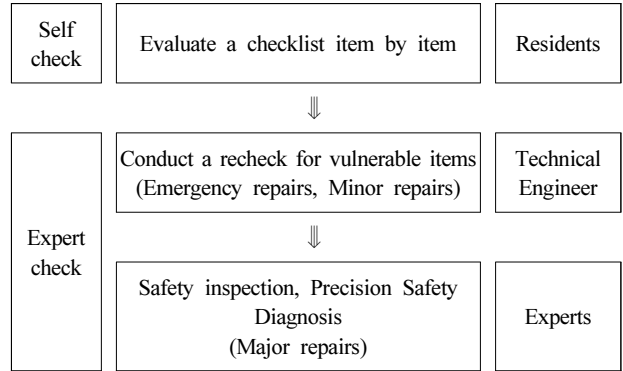 Self
check
Evaluate a checklist item by item
Residents
⇓
Expert
check
Conduct a recheck for vulnerable items
(Emergency repairs, Minor repairs)
Technical
Engineer
⇓
Safety inspection, Precision Safety
Diagnosis
(Major repairs)
Experts